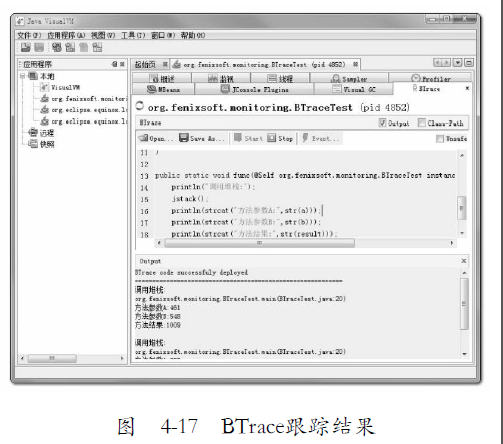 Java VisualVM
文件(F) 应用程序(A) 视图(V) 工具(T) 窗口(W) 帮助(H)
应用程序
本地
VisualVM
org.fenixsoft.monitor
org.eclipse.equinox.l
org.eclipse.equinox.l
远程
快照
起始页 org.fenixsoft.monitoring.BTraceTest (pid 4852)
概述 监视 线程 Sampler Profiler
MBeans JConsole Plugins Visual GC BTrace
org.fenixsoft.monitoring.BTraceTest (pid 4852)
BTrace Output Class-Path
Open... Save As... Start Stop Event... Unsafe
11 }
12
13 public static void func(@Self org.fenixsoft.monitoring.BTraceTest instanc
14 println("调用堆栈:");
15 jstack();
16 println(strcat("方法参数A:",str(a)));
17 println(strcat("方法参数B:",str(b)));
18 println(strcat("方法结果:",str(result)));
Output
BTrace code successfuly deployed
===========================================================
调用堆栈:
org.fenixsoft.monitoring.BTraceTest.main(BTraceTest.java:20)
方法参数A:461
方法参数B:548
方法结果:1009
调用堆栈:
org.fenixsoft.monitoring.BTraceTest.main(BTraceTest.java:20)
图 4-17 BTrace跟踪结果